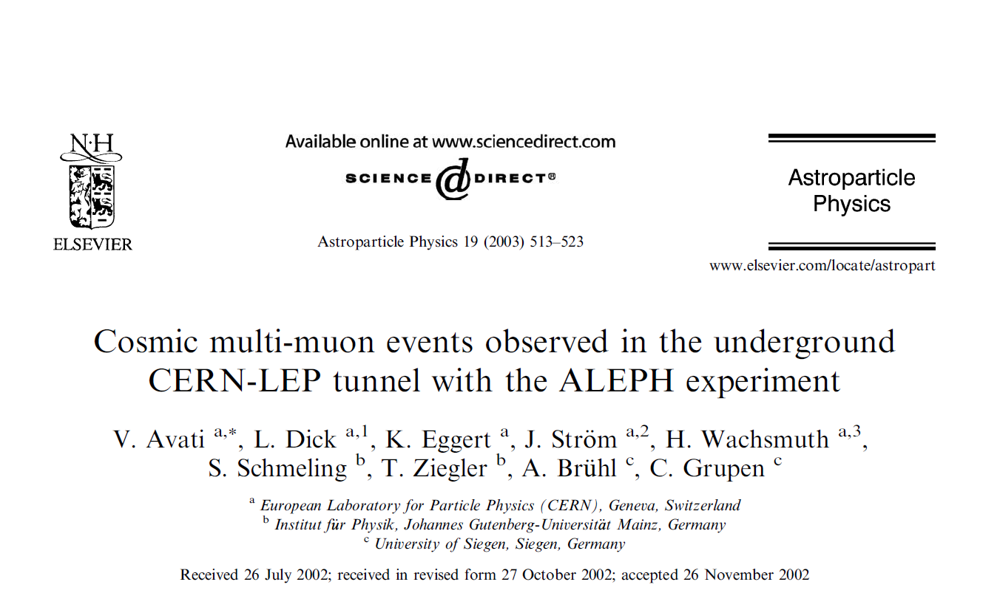 N·H
ELSEVIER
Available online at www.sciencedirect.com
SCIENCE @ DIRECT®
Astroparticle Physics 19 (2003) 513–523
Astroparticle
Physics
www.elsevier.com/locate/astropart
Cosmic multi-muon events observed in the underground
CERN-LEP tunnel with the ALEPH experiment
V. Avati a,*, L. Dick a,1, K. Eggert a, J. Ström a,2, H. Wachsmuth a,3,
S. Schmeling b, T. Ziegler b, A. Brühl c, C. Grupen c
a European Laboratory for Particle Physics (CERN), Geneva, Switzerland
b Institut für Physik, Johannes Gutenberg-Universität Mainz, Germany
c University of Siegen, Siegen, Germany
Received 26 July 2002; received in revised form 27 October 2002; accepted 26 November 2002